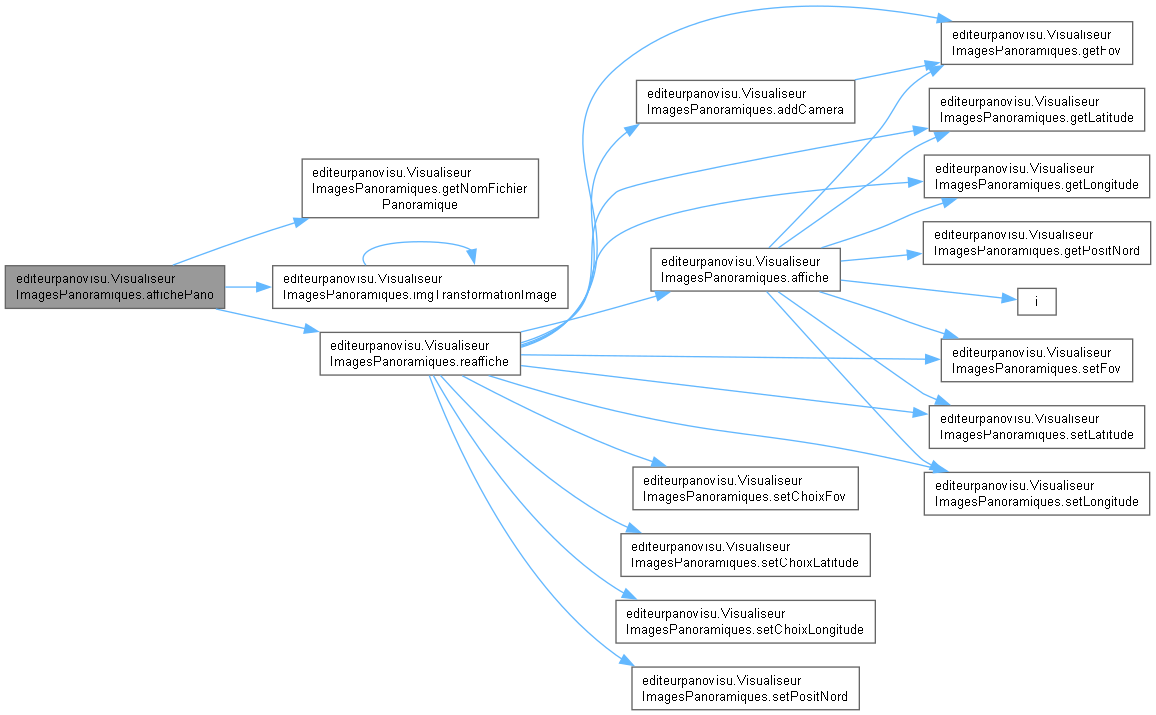 editeurpanovisu.Visualiseur
ImagesPanoramiques.affichePano
editeurpanovisu.Visualiseur
ImagesPanoramiques.getNomFichier
Panoramique
editeurpanovisu.Visualiseur
ImagesPanoramiques.imgTransformationImage
editeurpanovisu.Visualiseur
ImagesPanoramiques.reaffiche
editeurpanovisu.Visualiseur
ImagesPanoramiques.addCamera
editeurpanovisu.Visualiseur
ImagesPanoramiques.affiche
editeurpanovisu.Visualiseur
ImagesPanoramiques.setChoixFov
editeurpanovisu.Visualiseur
ImagesPanoramiques.setChoixLatitude
editeurpanovisu.Visualiseur
ImagesPanoramiques.setChoixLongitude
editeurpanovisu.Visualiseur
ImagesPanoramiques.setPositNord
editeurpanovisu.Visualiseur
ImagesPanoramiques.getFov
editeurpanovisu.Visualiseur
ImagesPanoramiques.getLatitude
editeurpanovisu.Visualiseur
ImagesPanoramiques.getLongitude
editeurpanovisu.Visualiseur
ImagesPanoramiques.getPositNord
i
editeurpanovisu.Visualiseur
ImagesPanoramiques.setFov
editeurpanovisu.Visualiseur
ImagesPanoramiques.setLatitude
editeurpanovisu.Visualiseur
ImagesPanoramiques.setLongitude